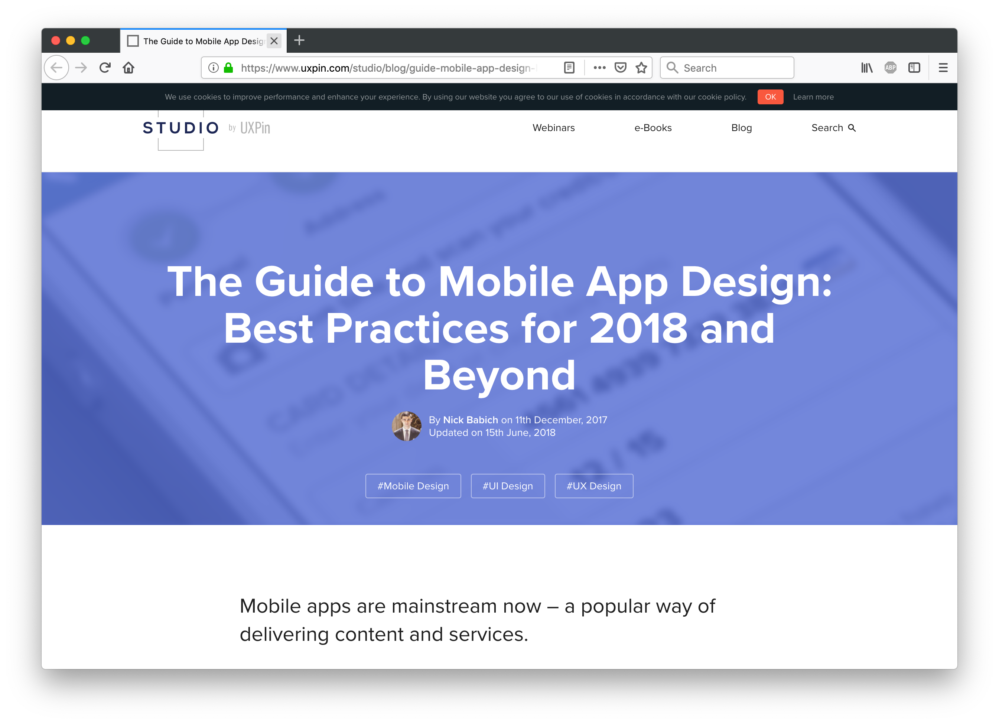 The Guide to Mobile App Desig
https://www.uxpin.com/studio/blog/guide-mobile-app-design-
Search
ABP
We use cookies to improve performance and enhance your experience. By using our website you agree to our use of cookies in accordance with our cookie policy. OK Learn more
STUDIO by UXPin
Webinars e-Books Blog Search
The Guide to Mobile App Design:
Best Practices for 2018 and
Beyond
By Nick Babich on 11th December, 2017
Updated on 15th June, 2018
#Mobile Design #UI Design #UX Design
CARD DETAILS
12 / 15
Mobile apps are mainstream now – a popular way of
delivering content and services.